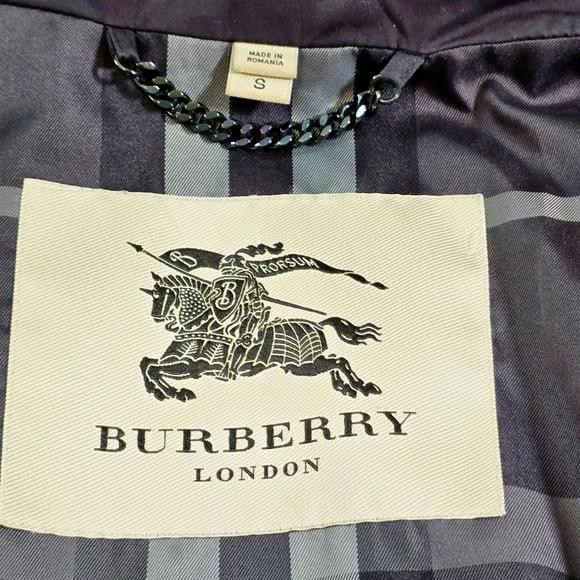 MADE IN
ROMANIA
S
B
PRORSUM
B
BURBERRY
LONDON